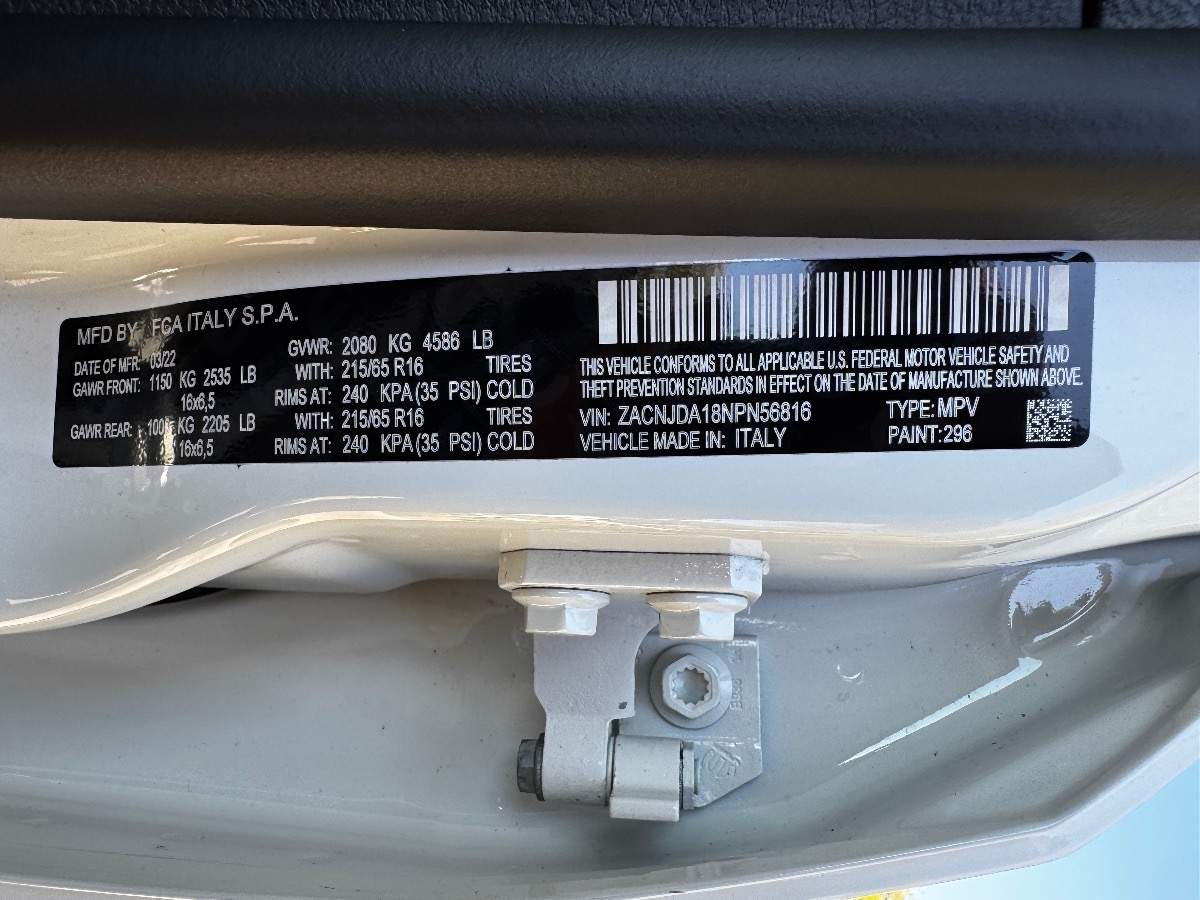 MFD BY FCA ITALY S.P.A.
DATE OF MFR: 03/22
GAWR FRONT: 1150 KG 2535 LB
16x6,5
GAWR REAR: 1005 KG 2205 LB
16x6,5
GVWR: 2080 KG 4586 LB
WITH: 215/65 R16 TIRES
RIMS AT: 240 KPA (35 PSI) COLD
WITH: 215/65 R16 TIRES
RIMS AT: 240 KPA (35 PSI) COLD
THIS VEHICLE CONFORMS TO ALL APPLICABLE U.S. FEDERAL MOTOR VEHICLE SAFETY AND
THEFT PREVENTION STANDARDS IN EFFECT ON THE DATE OF MANUFACTURE SHOWN ABOVE.
VIN: ZACNJDA18NPN56816 TYPE: MPV
VEHICLE MADE IN: ITALY PAINT: 296